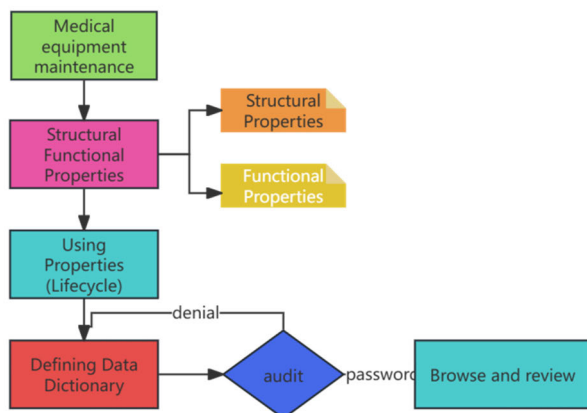 Medical
equipment
maintenance
Structural
Properties
Structural
Functional
Properties
Functional
Properties
Using
Properties
(Lifecycle)
denial
Defining Data
Dictionary
audit
password
Browse and review